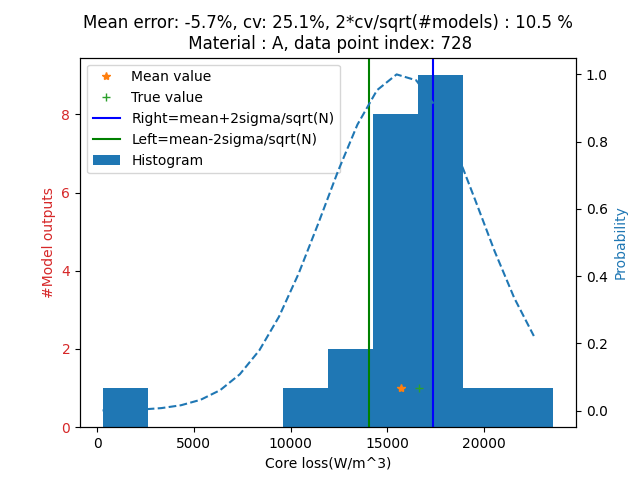 Mean error: -5.7%, cv: 25.1%, 2*cv/sqrt(#models) : 10.5 %
Material : A, data point index: 728
Mean value
True value
Right=mean+2sigma/sqrt(N)
Left=mean-2sigma/sqrt(N)
Histogram
#Model outputs
8
6
4
2
0
1.0
0.8
0.6
0.4
0.2
0.0
Probability
0 5000 10000 15000 20000
Core loss(W/m^3)